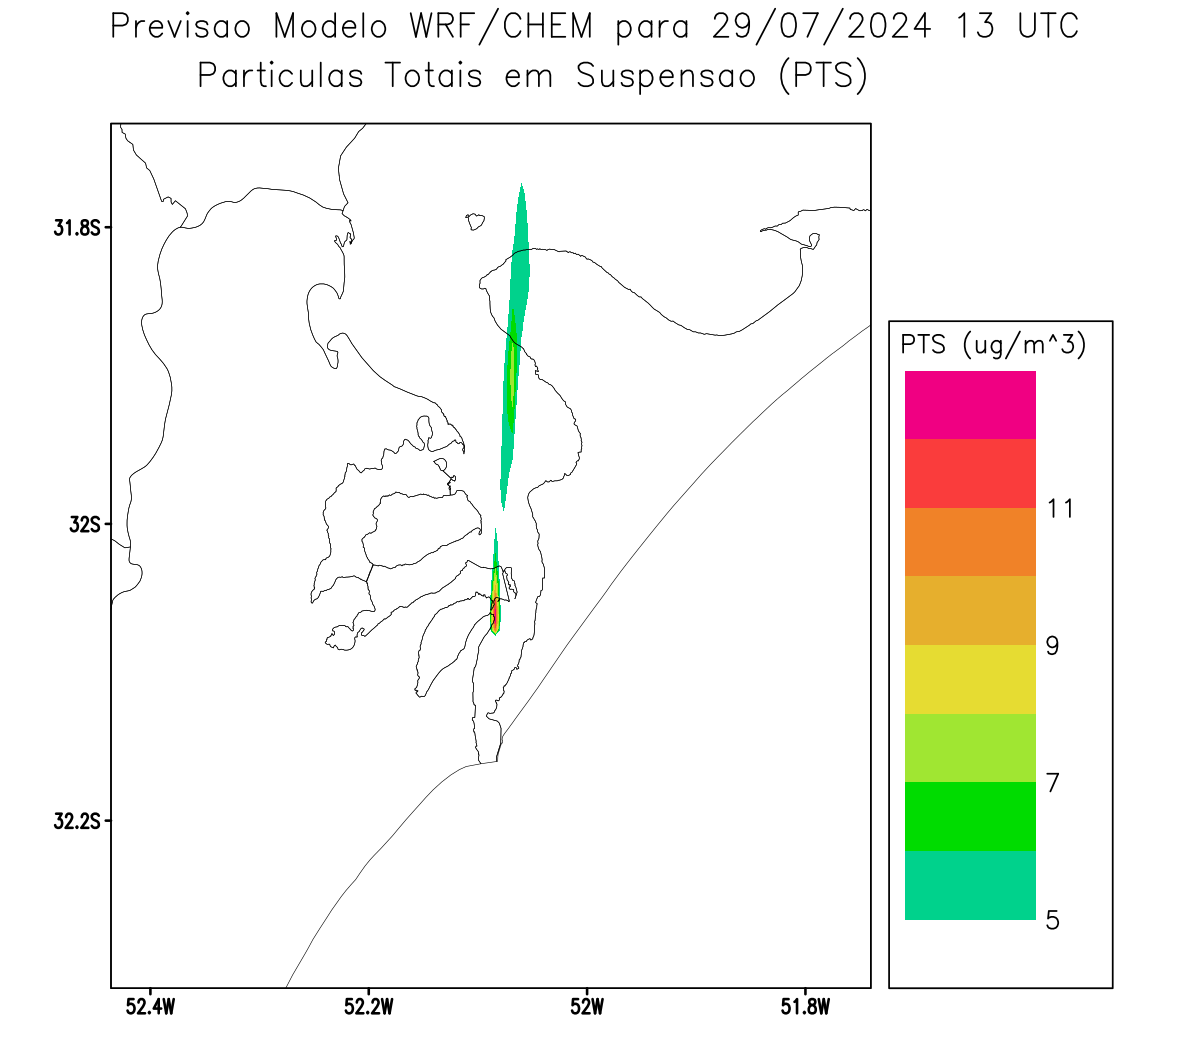 Previsao Modelo WRF/CHEM para 29/07/2024 13 UTC
Particulas Totais em Suspensao (PTS)
31.8S
32S
32.2S
52.4W
52.2W
52W
51.8W
PTS (ug/m^3)
11
9
7
5